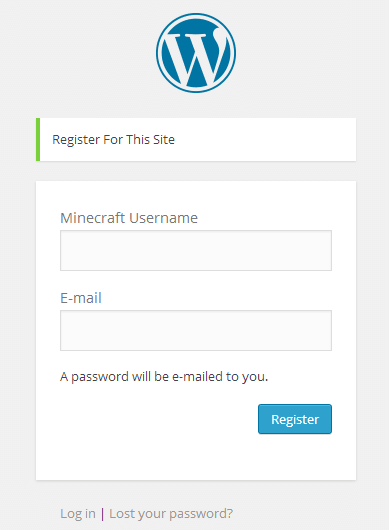 Register For This Site
Minecraft Username
E-mail
A password will be e-mailed to you.
Register
Log in | Lost your password?